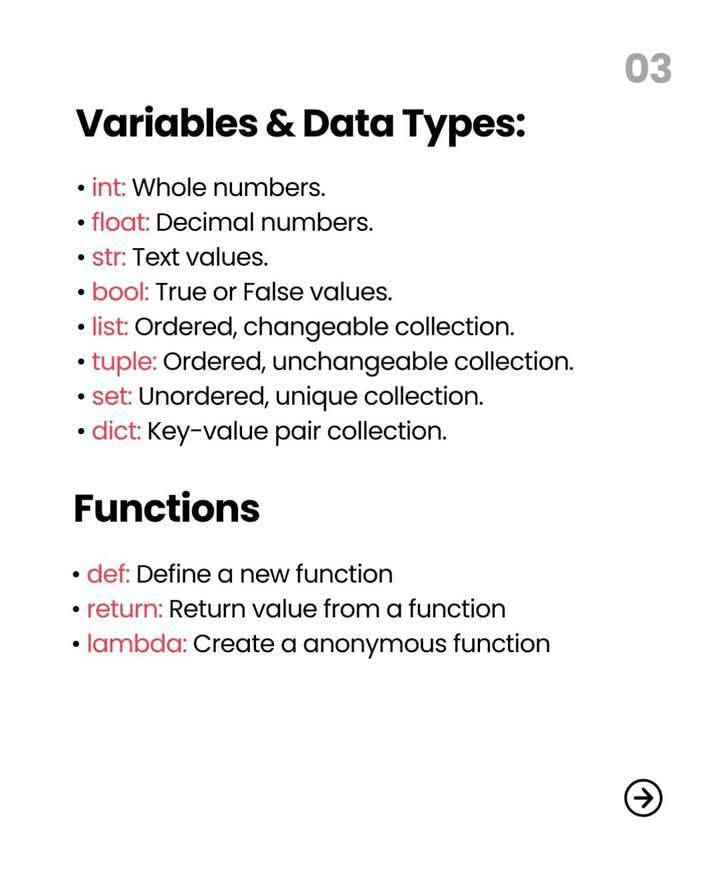 03
Variables & Data Types:
• int: Whole numbers.
• float: Decimal numbers.
• str: Text values.
• bool: True or False values.
• list: Ordered, changeable collection.
• tuple: Ordered, unchangeable collection.
• set: Unordered, unique collection.
• dict: Key-value pair collection.
Functions
• def: Define a new function
• return: Return value from a function
• lambda: Create a anonymous function